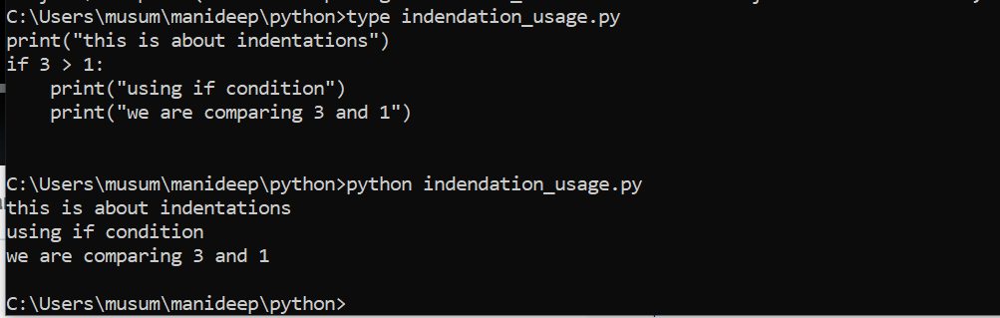 C:\Users\musum\manideep\python>type indendation_usage.py
print("this is about indentations")
if 3 > 1:
    print("using if condition")
    print("we are comparing 3 and 1")
C:\Users\musum\manideep\python>python indendation_usage.py
this is about indentations
using if condition
we are comparing 3 and 1
C:\Users\musum\manideep\python>